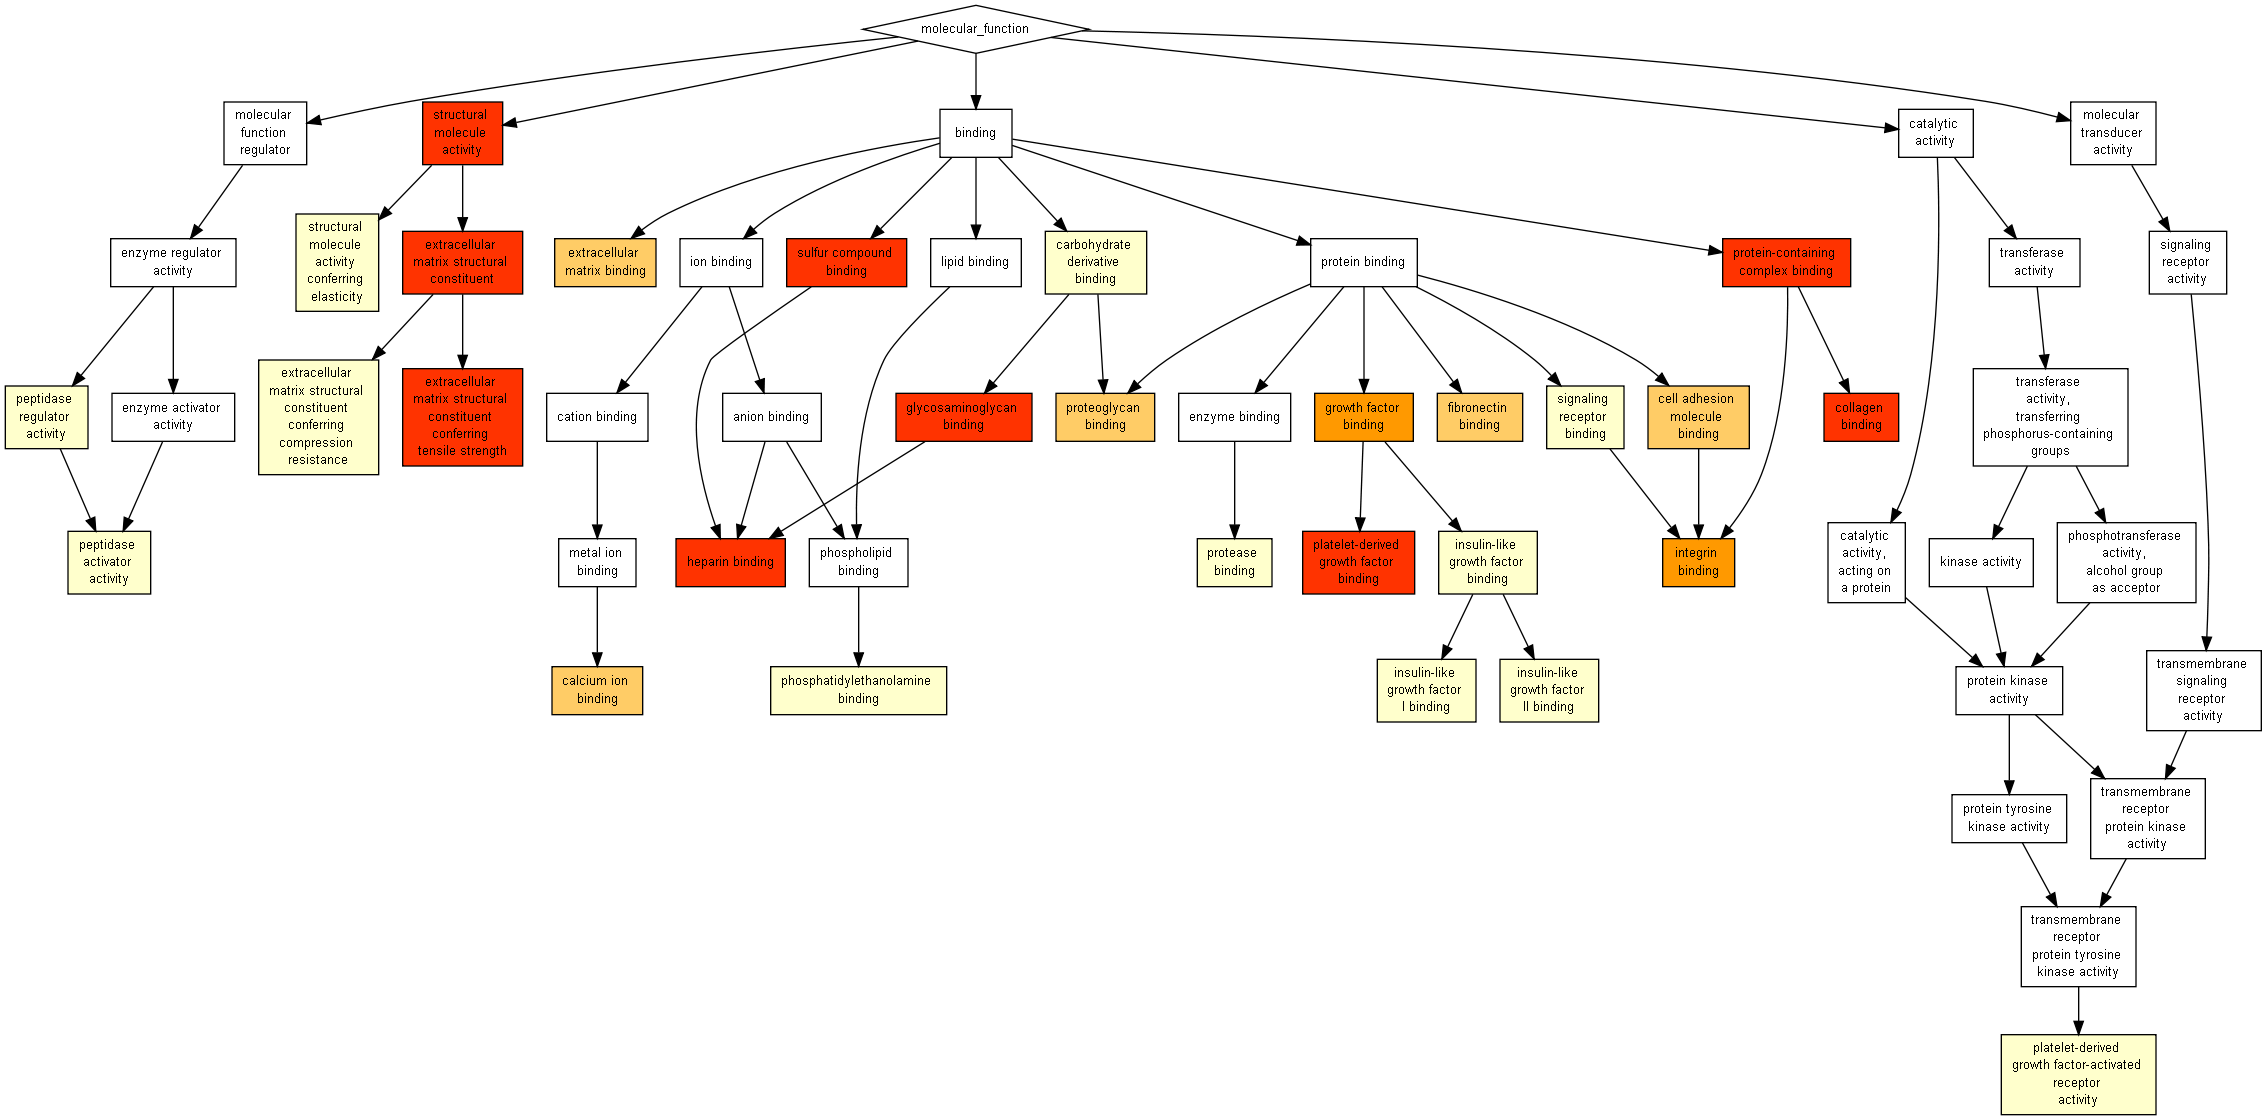 molecular_function
molecular
function
regulator
structural
molecule
activity
binding
catalytic
activity
molecular
transducer
activity
enzyme regulator
activity
structural
molecule
activity
conferring
elasticity
extracellular
matrix structural
constituent
extracellular
matrix binding
ion binding
sulfur compound
binding
lipid binding
carbohydrate
derivative
binding
protein binding
protein-containing
complex binding
transferase
activity
signaling
receptor
activity
peptidase
regulator
activity
enzyme activator
activity
extracellular
matrix structural
constituent
conferring
compression
resistance
extracellular
matrix structural
constituent
conferring
tensile strength
cation binding
anion binding
glycosaminoglycan
binding
proteoglycan
binding
enzyme binding
growth factor
binding
fibronectin
binding
signaling
receptor
binding
cell adhesion
molecule
binding
collagen
binding
transferase
activity,
transferring
phosphorus-containing
groups
peptidase
activator
activity
metal ion
binding
heparin binding
phospholipid
binding
protease
binding
platelet-derived
growth factor
binding
insulin-like
growth factor
binding
integrin
binding
catalytic
activity,
acting on
a protein
kinase activity
phosphotransferase
activity,
alcohol group
as acceptor
calcium ion
binding
phosphatidylethanolamine
binding
insulin-like
growth factor
I binding
insulin-like
growth factor
II binding
protein kinase
activity
transmembrane
signaling
receptor
activity
protein tyrosine
kinase activity
transmembrane
receptor
protein kinase
activity
transmembrane
receptor
protein tyrosine
kinase activity
platelet-derived
growth factor-activated
receptor
activity